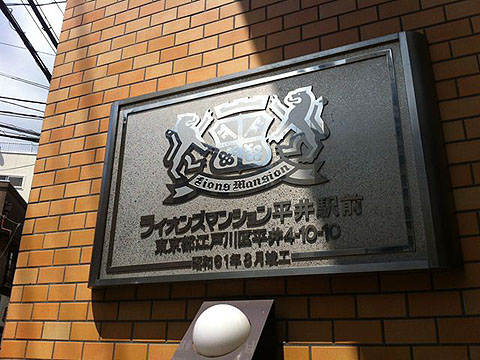 Lions Mansion
ライオンズマンション平井駅前
東京都江戸川区平井4-10-10
昭和61年8月竣工